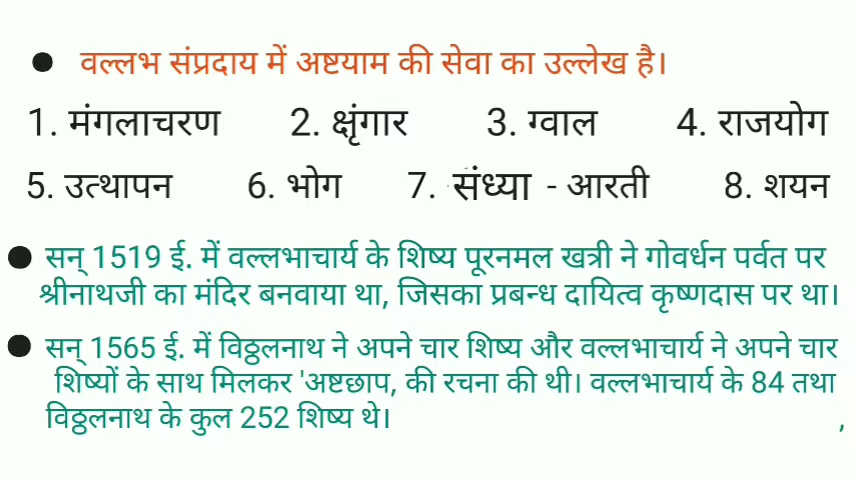 ● वल्लभ संप्रदाय में अष्टयाम की सेवा का उल्लेख है।
1. मंगलाचरण 2. क्षृंगार 3. ग्वाल 4. राजयोग
5. उत्थापन 6. भोग 7. संध्या - आरती 8. शयन
● सन् 1519 ई. में वल्लभाचार्य के शिष्य पूरनमल खत्री ने गोवर्धन पर्वत पर
श्रीनाथजी का मंदिर बनवाया था, जिसका प्रबन्ध दायित्व कृष्णदास पर था।
● सन् 1565 ई. में विठ्ठलनाथ ने अपने चार शिष्य और वल्लभाचार्य ने अपने चार
शिष्यों के साथ मिलकर 'अष्टछाप, की रचना की थी। वल्लभाचार्य के 84 तथा
विठ्ठलनाथ के कुल 252 शिष्य थे। ,